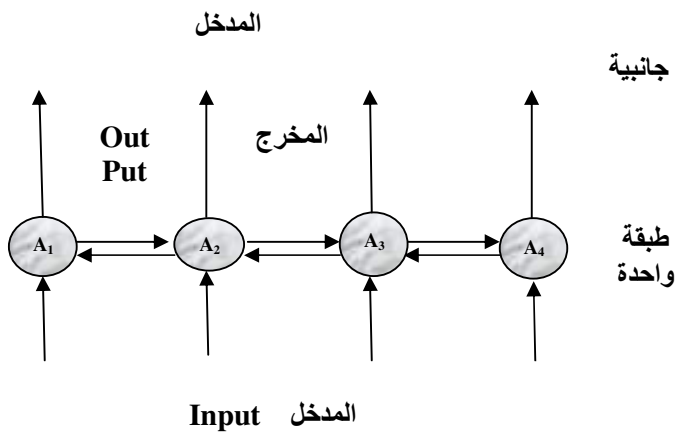 المدخل
جانبية
Out
Put
المخرج
A₁
A₂
A₃
A₄
طبقة
واحدة
Input المدخل